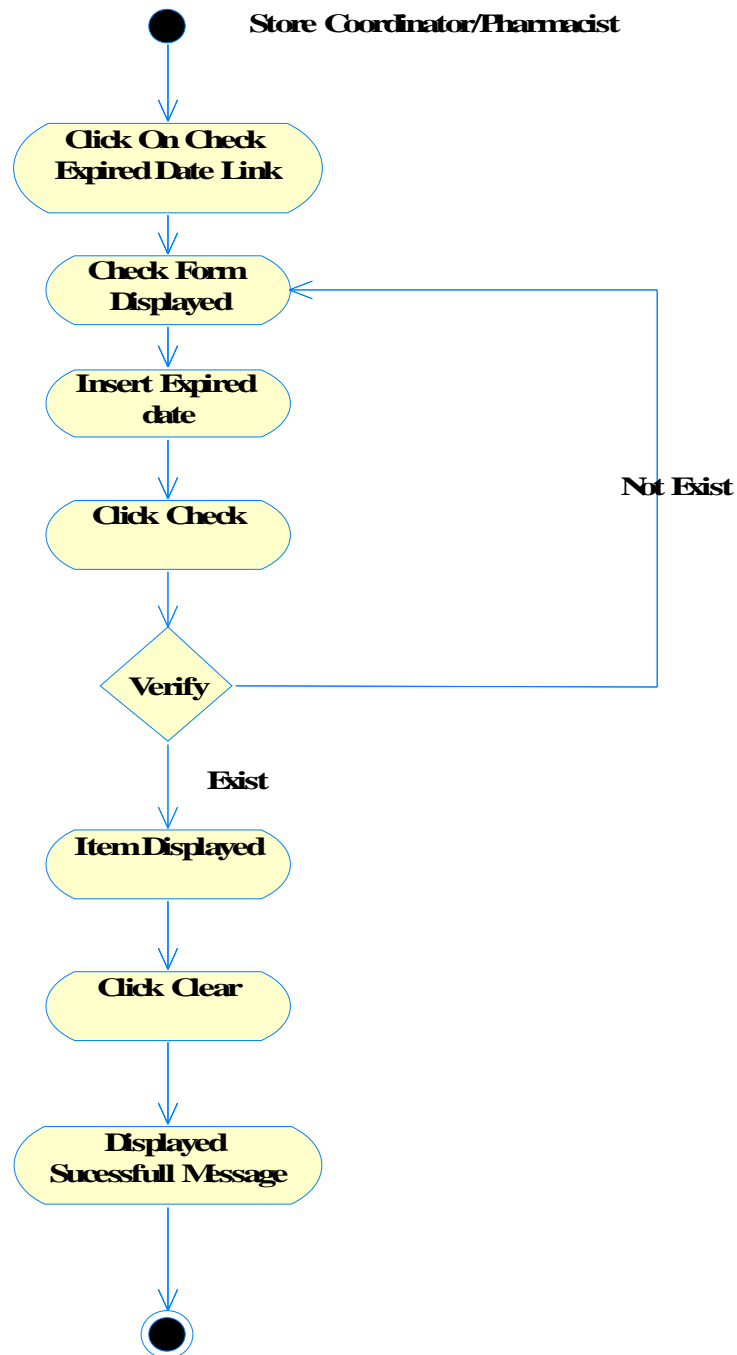 Store Coordinator/Pharmacist
Click On Check
Expired Date Link
Check Form
Displayed
Insert Expired
date
Click Check
Not Exist
Verify
Exist
Item Displayed
Click Clear
Displayed
Sucessfull Message